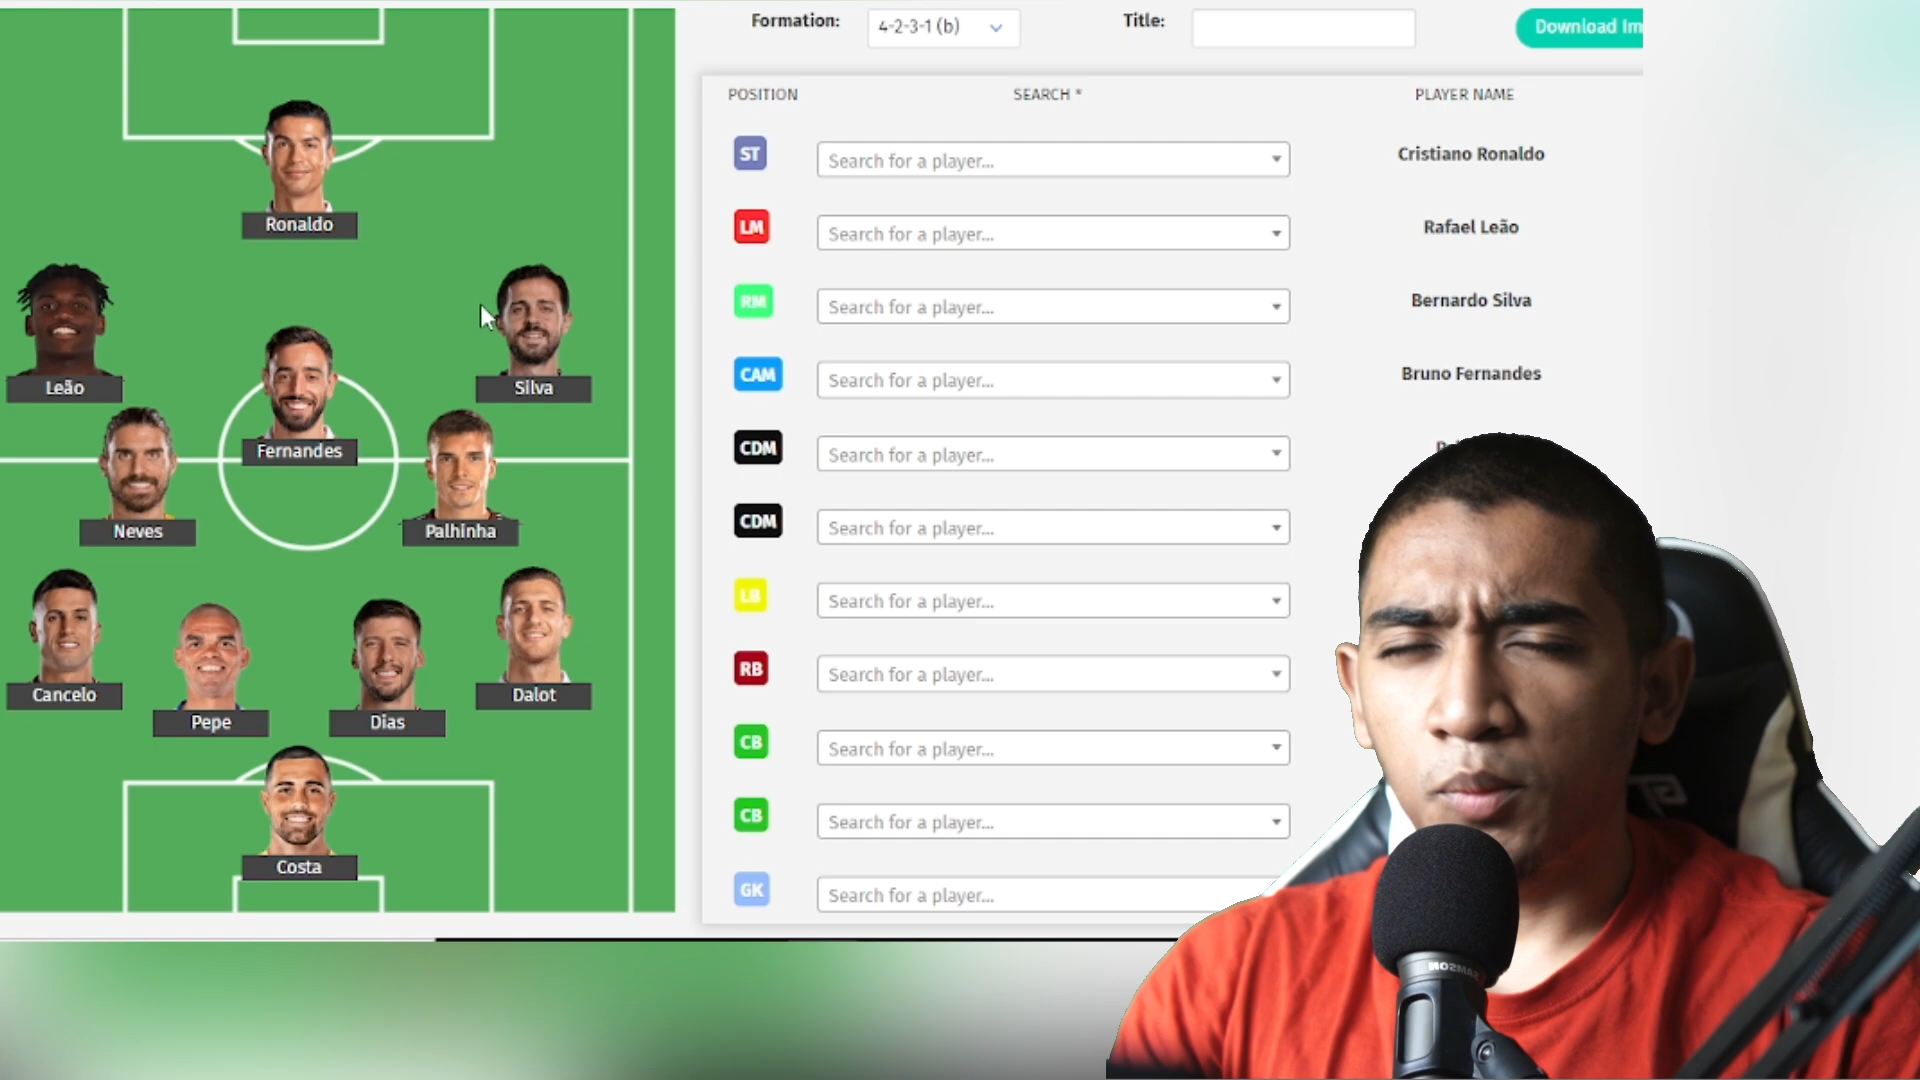 Formation:
4-2-3-1 (b)
Title:
Download Im
POSITION
SEARCH *
PLAYER NAME
ST
Search for a player...
Cristiano Ronaldo
LM
Search for a player...
Rafael Leão
RM
Search for a player...
Bernardo Silva
CAM
Search for a player...
Bruno Fernandes
CDM
Search for a player...
CDM
Search for a player...
LB
Search for a player...
RB
Search for a player...
CB
Search for a player...
CB
Search for a player...
GK
Search for a player...
Ronaldo
Leão
Silva
Fernandes
Neves
Palhinha
Cancelo
Dalot
Pepe
Dias
Costa
SAMSON